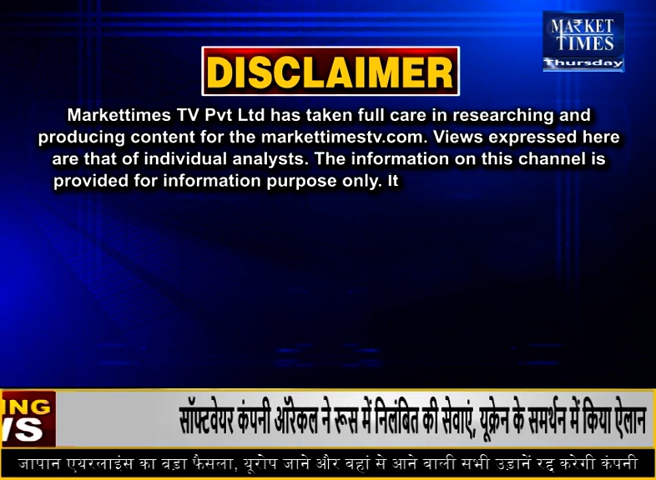 MARKET
TIMES
Thursday
DISCLAIMER
Markettimes TV Pvt Ltd has taken full care in researching and
producing content for the markettimestv.com. Views expressed here
are that of individual analysts. The information on this channel is
provided for information purpose only. It
ING
WS
सॉफ्टवेयर कंपनी ऑरेकल ने रूस में निलंबित की सेवाएं, यूक्रेन के समर्थन में किया ऐलान
जापान एयरलाइंस का बड़ा फैसला, यूरोप जाने और वहां से आने वाली सभी उड़ानें रद्द करेगी कंपनी